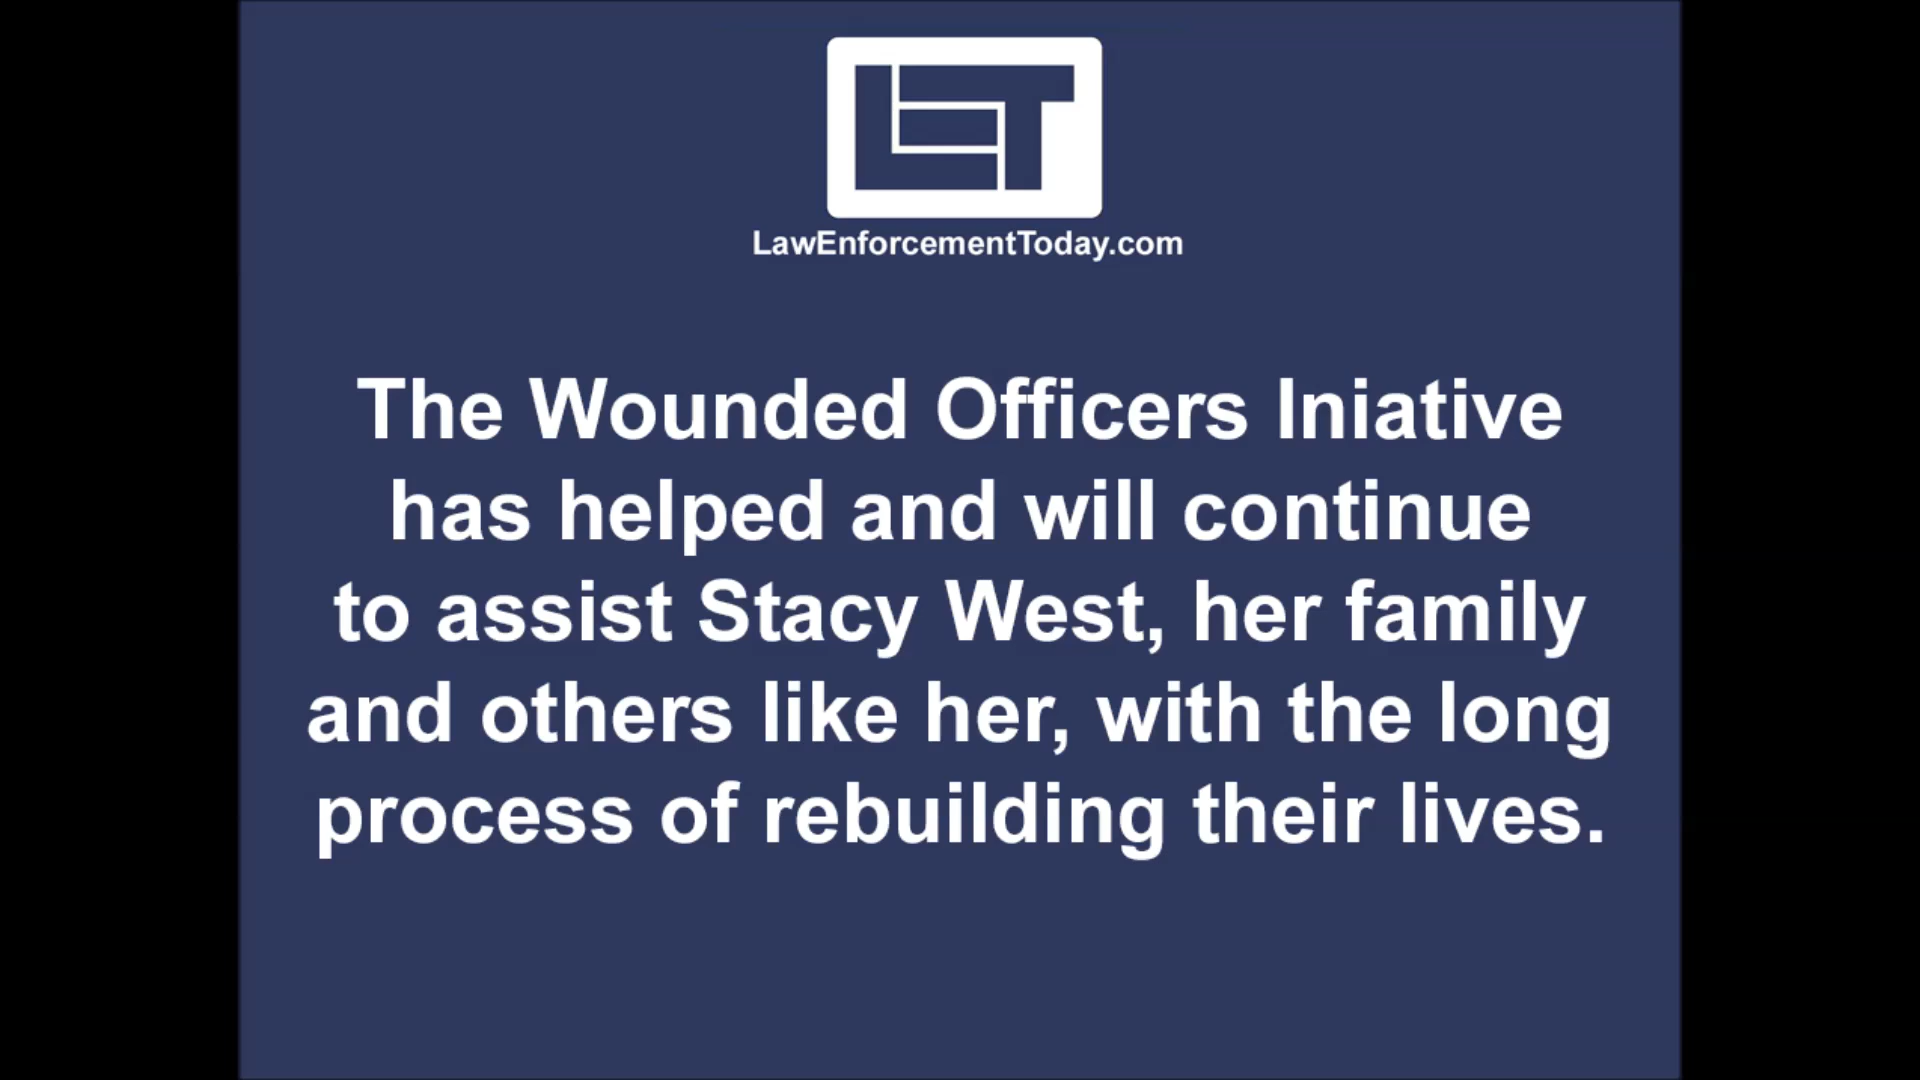 LET
LawEnforcementToday.com
The Wounded Officers Iniative
has helped and will continue
to assist Stacy West, her family
and others like her, with the long
process of rebuilding their lives.